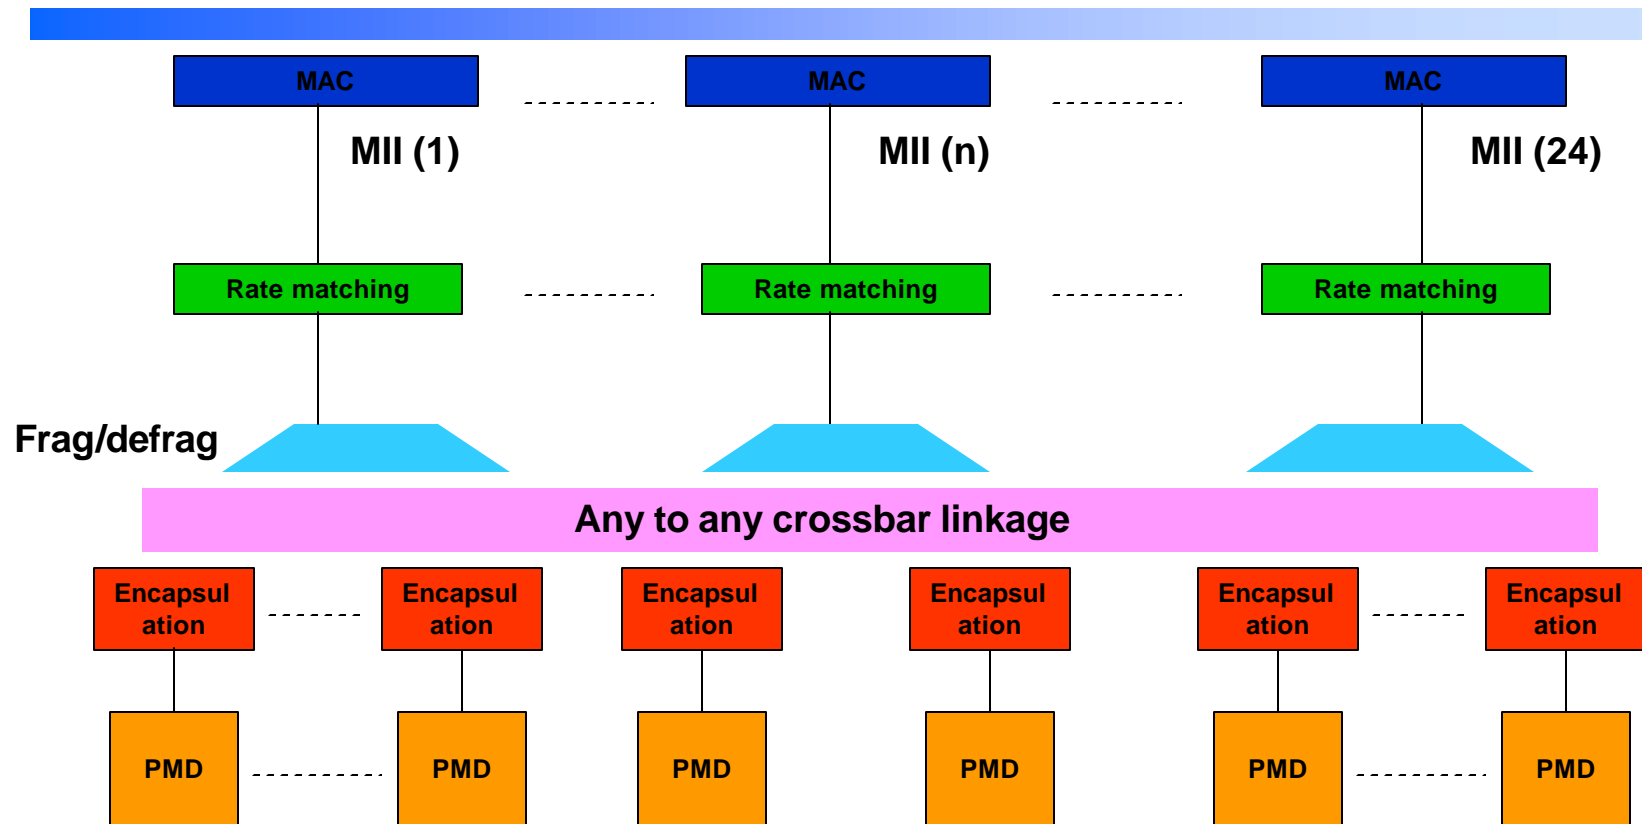 MAC
MAC
MAC
MII (1)
MII (n)
MII (24)
Rate matching
Rate matching
Rate matching
Frag/defrag
Any to any crossbar linkage
Encapsul
ation
Encapsul
ation
Encapsul
ation
Encapsul
ation
Encapsul
ation
Encapsul
ation
PMD
PMD
PMD
PMD
PMD
PMD